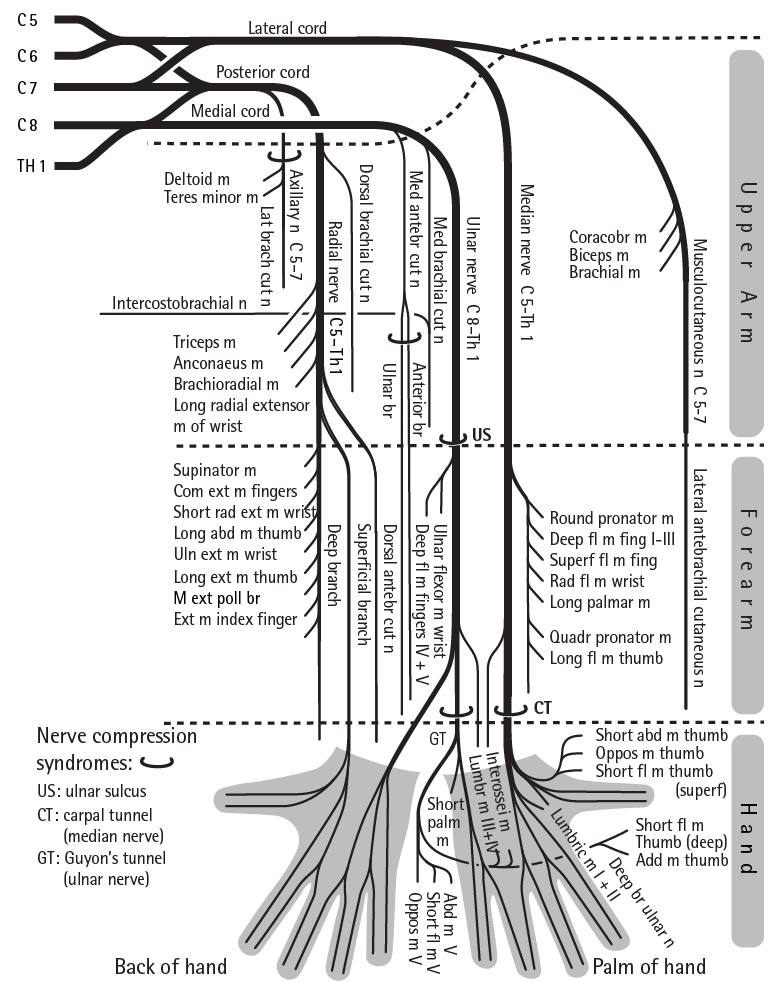 C 5
Lateral cord
C 6
Posterior cord
C 7
Medial cord
C 8
TH 1
Deltoid m
Teres minor m
Axillary n C 5–7
Lat brach cut n
Radial nerve C 5–Th1
Dorsal brachial cut n
Med antebr cut n
Med brachial cut n
Ulnar nerve C 8–Th 1
Median nerve C 5–Th 1
Coracobr m
Biceps m
Brachial m
Musculocutaneous n C 5–7
Upper Arm
Intercostobrachial n
Triceps m
Anconaeus m
Brachioradial m
Long radial extensor
m of wrist
Ulnar br
Anterior br
US
Supinator m
Com ext m fingers
Short rad ext m wrist
Long abd m thumb
Uln ext m wrist
Long ext m thumb
M ext poll br
Ext m index finger
Deep branch
Superficial branch
Dorsal antebr cut n
Deep fl m fingers IV + V
Ulnar flexor m wrist
Round pronator m
Deep fl m fing I-III
Superf fl m fing
Rad fl m wrist
Long palmar m
Quadr pronator m
Long fl m thumb
Lateral antebrachial cutaneous n
Forearm
CT
GT
Nerve compression
syndromes:
US: ulnar sulcus
CT: carpal tunnel
(median nerve)
GT: Guyon's tunnel
(ulnar nerve)
Short abd m thumb
Oppos m thumb
Short fl m thumb
(superf)
Interossei m
Lumbr m III+IV
Short
palm
m
Lumbric m I + II
Short fl m
Thumb (deep)
Add m thumb
Deep br ulnar n
Abd m V
Short fl m V
Oppos m V
Hand
Back of hand
Palm of hand